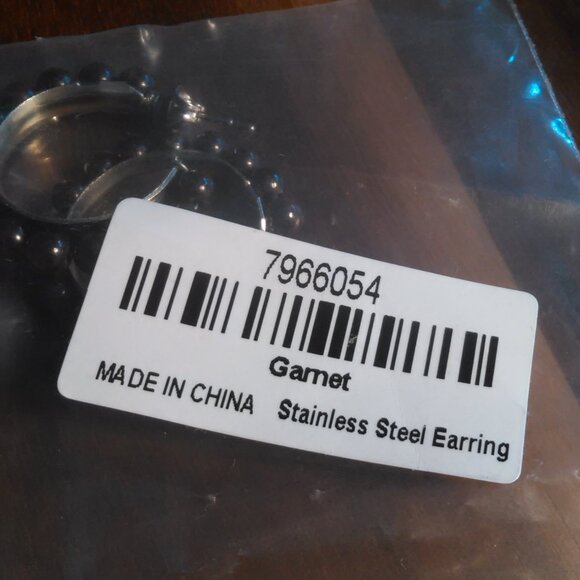 7966054
Garnet
MADE IN CHINA Stainless Steel Earring